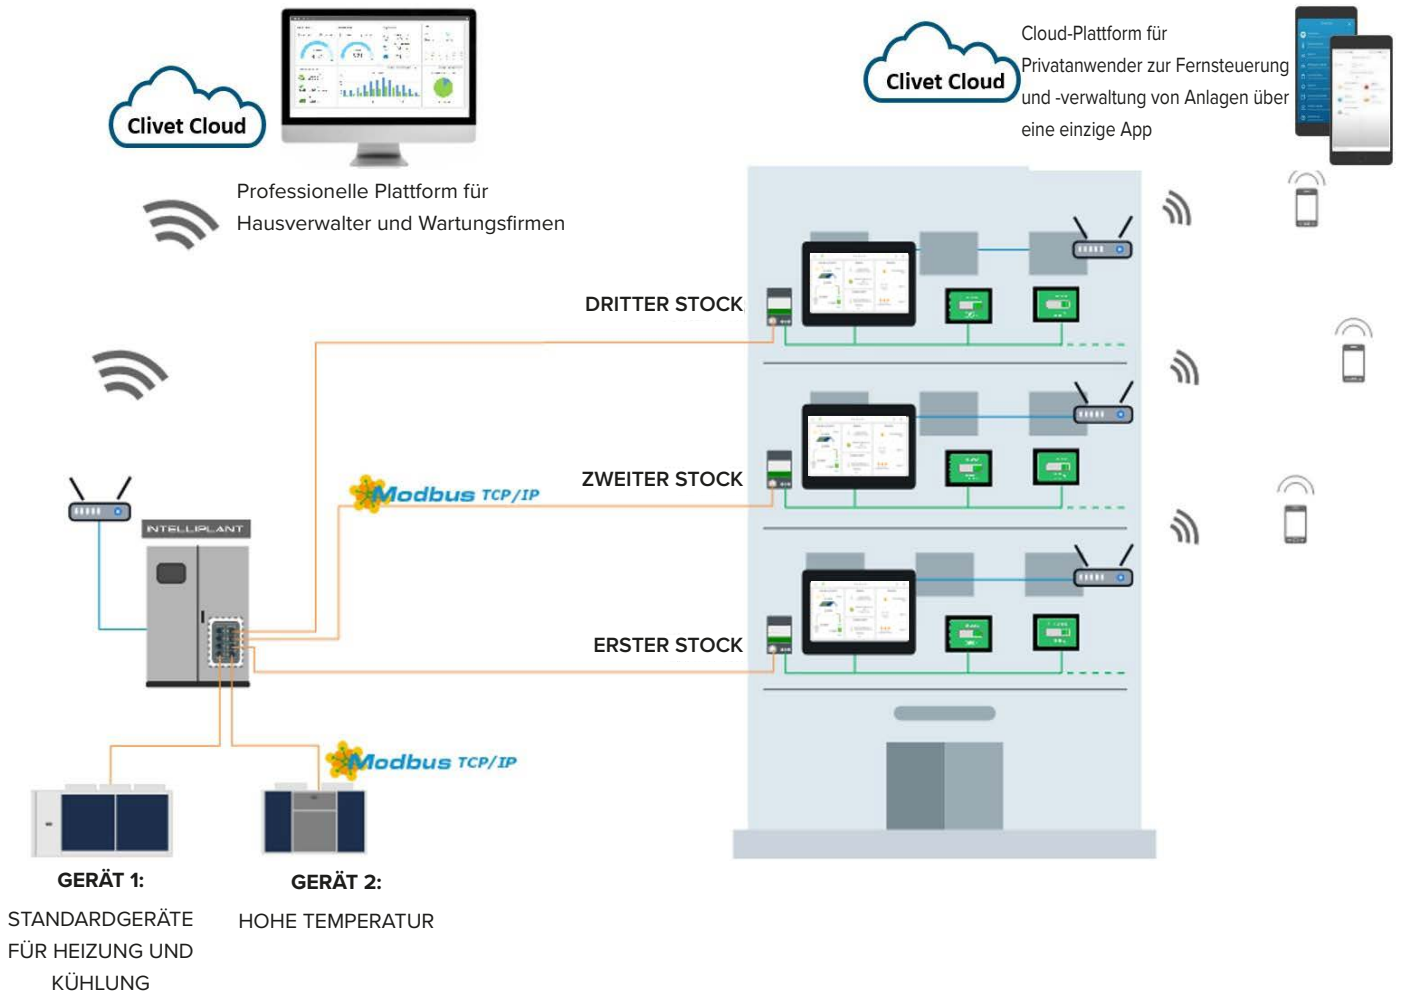 Clivet Cloud
Professionelle Plattform für
Hausverwalter und Wartungsfirmen
Clivet Cloud
Cloud-Plattform für
Privatanwender zur Fernsteuerung
und -verwaltung von Anlagen über
eine einzige App
DRITTER STOCK
ZWEITER STOCK
ERSTER STOCK
Modbus TCP/IP
INTELLIPLANT
Modbus TCP/IP
GERÄT 1:
STANDARDGERÄTE
FÜR HEIZUNG UND
KÜHLUNG
GERÄT 2:
HOHE TEMPERATUR